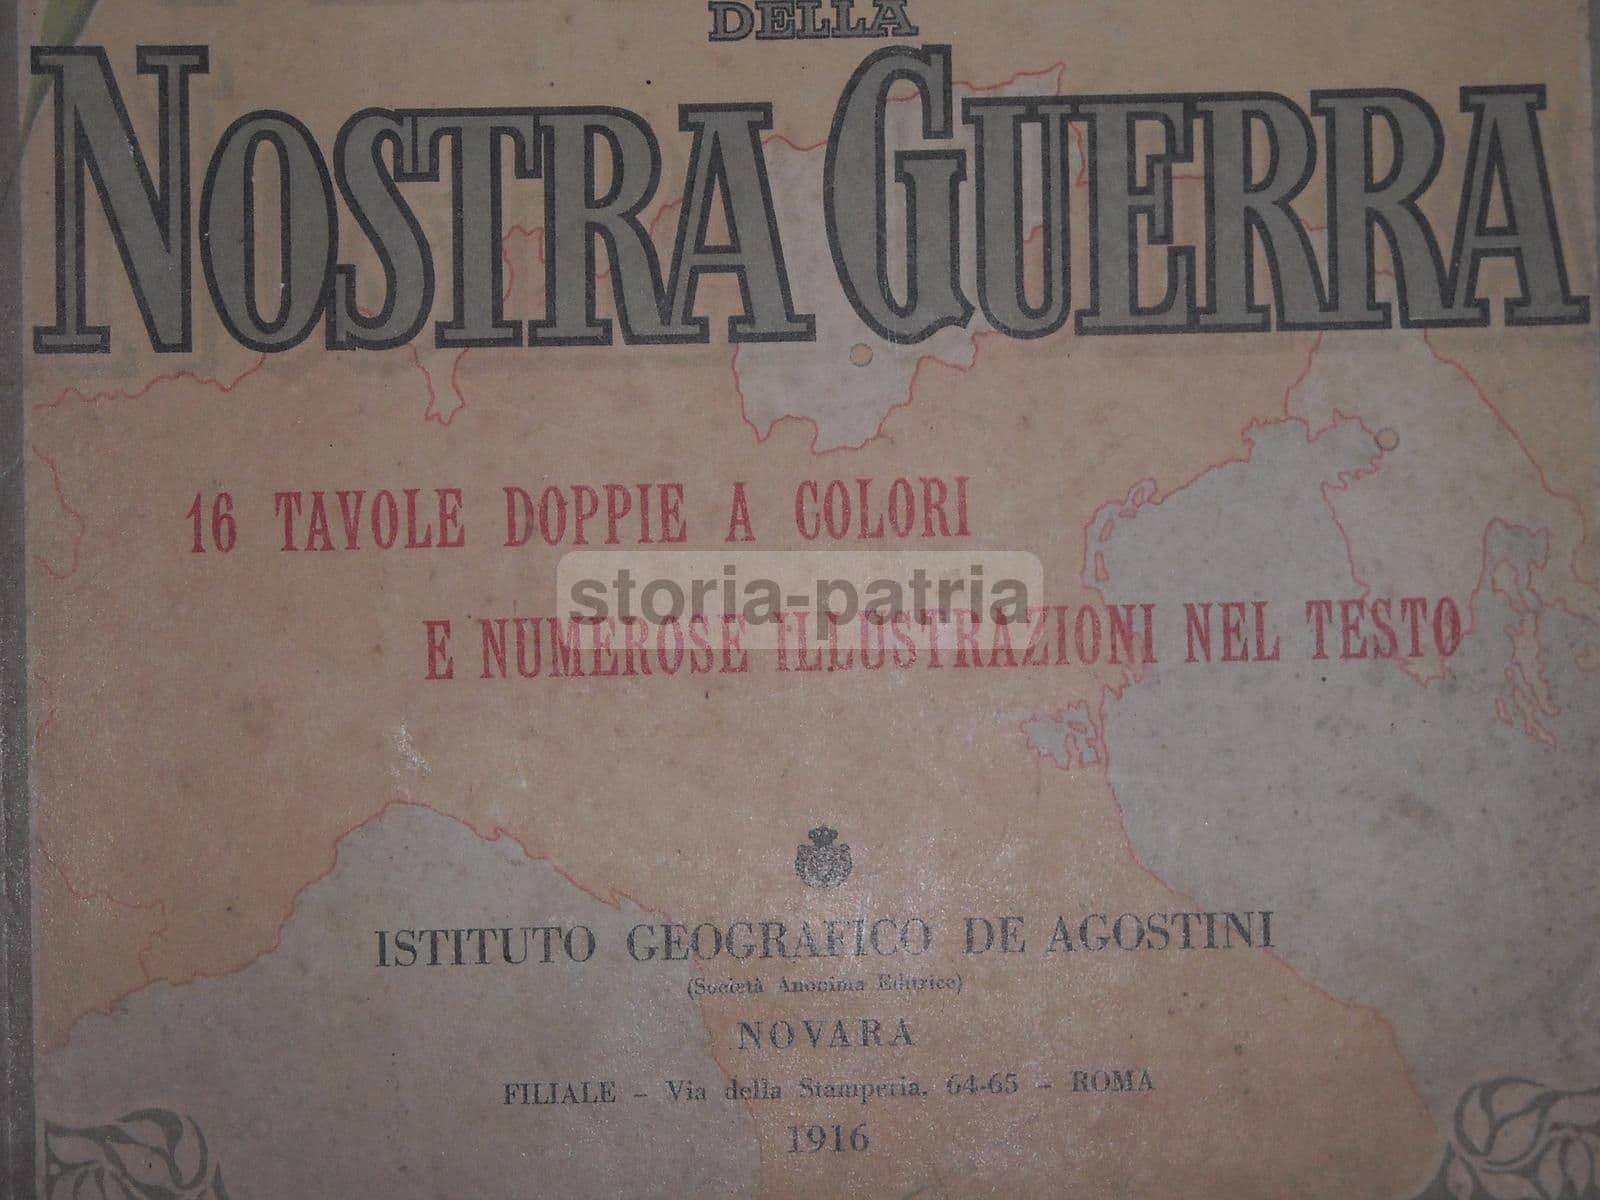 DELLA
NOSTRA GUERRA
16 TAVOLE DOPPIE A COLORI
storia-patria
E NUMEROSE ILLUSTRAZIONI NEL TESTO
ISTITUTO GEOGRAFICO DE AGOSTINI
(Società Anonima Editrice)
NOVARA
FILIALE - Via della Stamperia, 64-65 - ROMA
1916